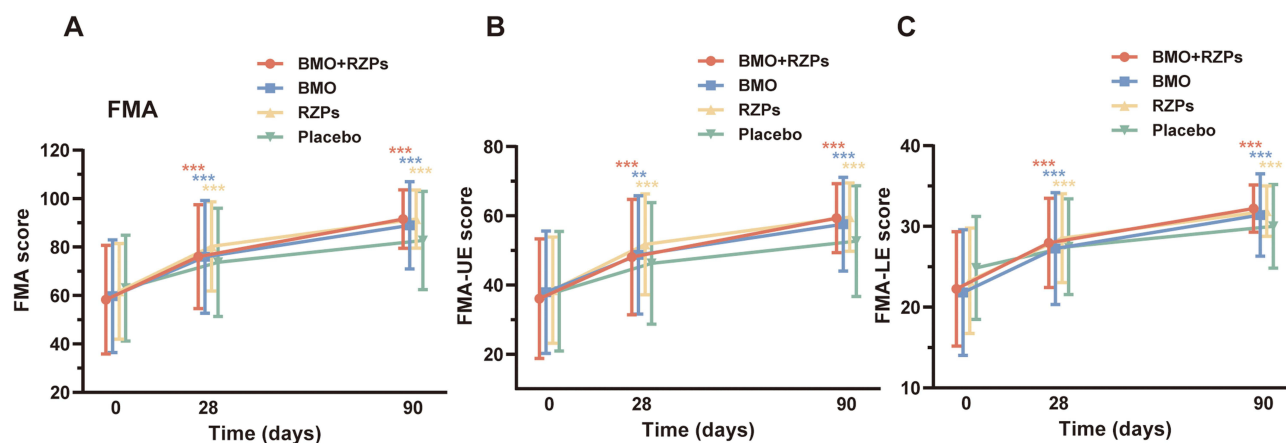 A
BMO+RZPs
BMO
RZPs
Placebo
FMA
FMA score
120
100
80
60
40
20
***
***
***
***
***
***
0
28
90
Time (days)
B
BMO+RZPs
BMO
RZPs
Placebo
FMA-UE score
80
60
40
20
***
**
***
***
***
***
0
28
90
Time (days)
C
BMO+RZPs
BMO
RZPs
Placebo
FMA-LE score
40
30
20
10
***
***
***
***
***
***
0
28
90
Time (days)